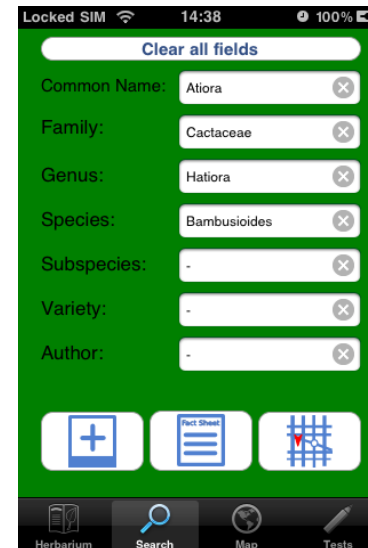 Locked SIM 14:38 100%
Clear all fields
Common Name: Atiora
Family: Cactaceae
Genus: Hatiora
Species: Bambusioides
Subspecies: -
Variety: -
Author: -
Fact Sheet
Herbarium Search Map Tests